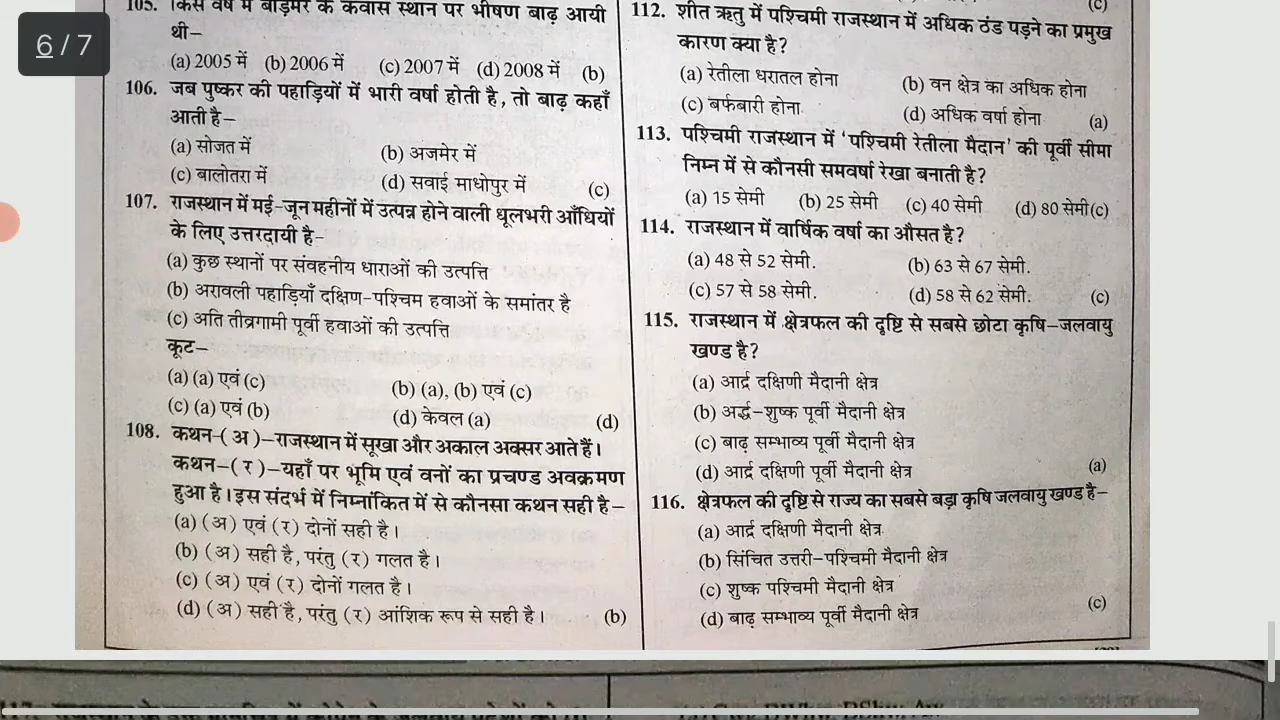 6 / 7
105. किस वर्ष में बाड़मेर के कवास स्थान पर भीषण बाढ़ आयी
थी–
(a) 2005 में (b) 2006 में (c) 2007 में (d) 2008 में (b)
106. जब पुष्कर की पहाड़ियों में भारी वर्षा होती है, तो बाढ़ कहाँ
आती है–
(a) सोजत में (b) अजमेर में
(c) बालोतरा में (d) सवाई माधोपुर में (c)
107. राजस्थान में मई-जून महीनों में उत्पन्न होने वाली धूलभरी आँधियों
के लिए उत्तरदायी है–
(a) कुछ स्थानों पर संवहनीय धाराओं की उत्पत्ति
(b) अरावली पहाड़ियाँ दक्षिण-पश्चिम हवाओं के समांतर है
(c) अति तीव्रगामी पूर्वी हवाओं की उत्पत्ति
कूट–
(a) (a) एवं (c) (b) (a), (b) एवं (c)
(c) (a) एवं (b) (d) केवल (a) (d)
108. कथन-( अ )-राजस्थान में सूखा और अकाल अक्सर आते हैं।
कथन-( र )-यहाँ पर भूमि एवं वनों का प्रचण्ड अवक्रमण
हुआ है। इस संदर्भ में निम्नांकित में से कौनसा कथन सही है–
(a) ( अ ) एवं ( र ) दोनों सही है।
(b) ( अ ) सही है, परंतु ( र ) गलत है।
(c) ( अ ) एवं ( र ) दोनों गलत है।
(d) ( अ ) सही है, परंतु ( र ) आंशिक रूप से सही है। (b)
(c)
112. शीत ऋतु में पश्चिमी राजस्थान में अधिक ठंड पड़ने का प्रमुख
कारण क्या है?
(a) रेतीला धरातल होना (b) वन क्षेत्र का अधिक होना
(c) बर्फबारी होना (d) अधिक वर्षा होना (a)
113. पश्चिमी राजस्थान में 'पश्चिमी रेतीला मैदान' की पूर्वी सीमा
निम्न में से कौनसी समवर्षा रेखा बनाती है?
(a) 15 सेमी (b) 25 सेमी (c) 40 सेमी (d) 80 सेमी (c)
114. राजस्थान में वार्षिक वर्षा का औसत है?
(a) 48 से 52 सेमी. (b) 63 से 67 सेमी.
(c) 57 से 58 सेमी. (d) 58 से 62 सेमी. (c)
115. राजस्थान में क्षेत्रफल की दृष्टि से सबसे छोटा कृषि-जलवायु
खण्ड है?
(a) आर्द्र दक्षिणी मैदानी क्षेत्र
(b) अर्द्ध-शुष्क पूर्वी मैदानी क्षेत्र
(c) बाढ़ सम्भाव्य पूर्वी मैदानी क्षेत्र
(d) आर्द्र दक्षिणी पूर्वी मैदानी क्षेत्र (a)
116. क्षेत्रफल की दृष्टि से राज्य का सबसे बड़ा कृषि जलवायु खण्ड है–
(a) आर्द्र दक्षिणी मैदानी क्षेत्र
(b) सिंचित उत्तरी-पश्चिमी मैदानी क्षेत्र
(c) शुष्क पश्चिमी मैदानी क्षेत्र
(d) बाढ़ सम्भाव्य पूर्वी मैदानी क्षेत्र (c)